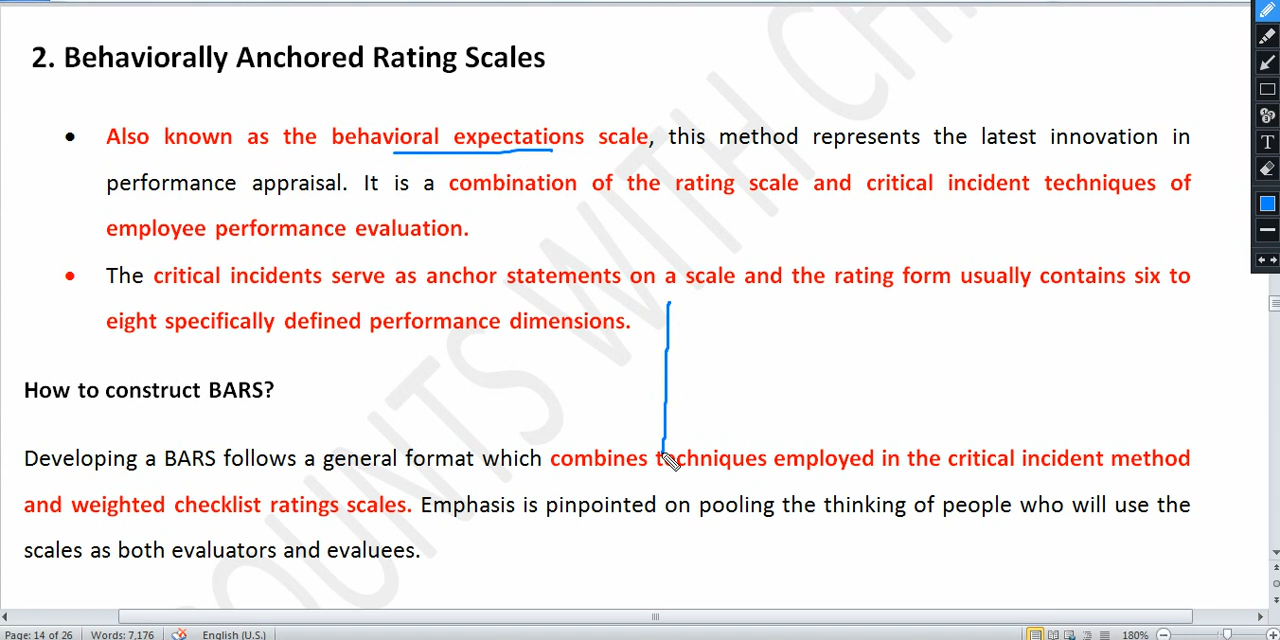 2. Behaviorally Anchored Rating Scales
• Also known as the behavioral expectations scale, this method represents the latest innovation in
performance appraisal. It is a combination of the rating scale and critical incident techniques of
employee performance evaluation.
• The critical incidents serve as anchor statements on a scale and the rating form usually contains six to
eight specifically defined performance dimensions.
How to construct BARS?
Developing a BARS follows a general format which combines techniques employed in the critical incident method
and weighted checklist ratings scales. Emphasis is pinpointed on pooling the thinking of people who will use the
scales as both evaluators and evaluees.
OUNTS WITH CH
T
Page: 14 of 26 Words: 7,176 English (U.S.) 180%